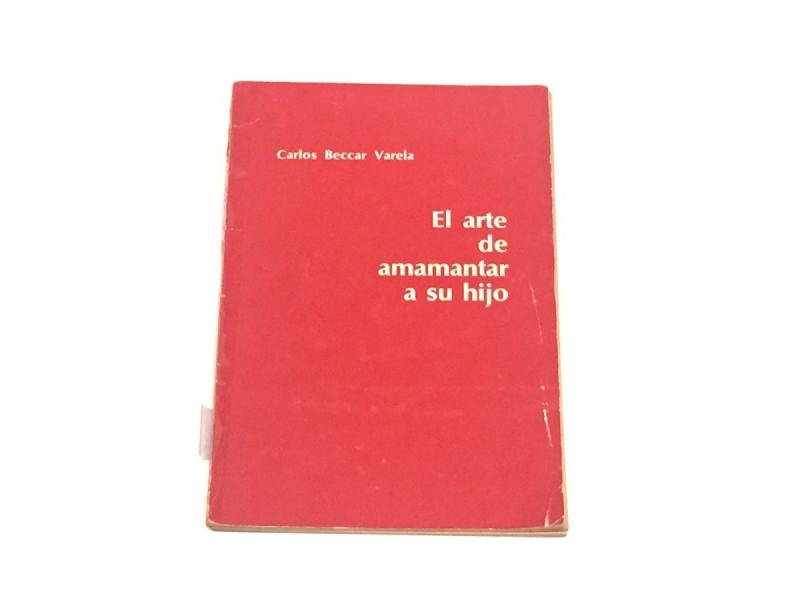 Carlos Beccar Varela
El arte
de
amamantar
a su hijo